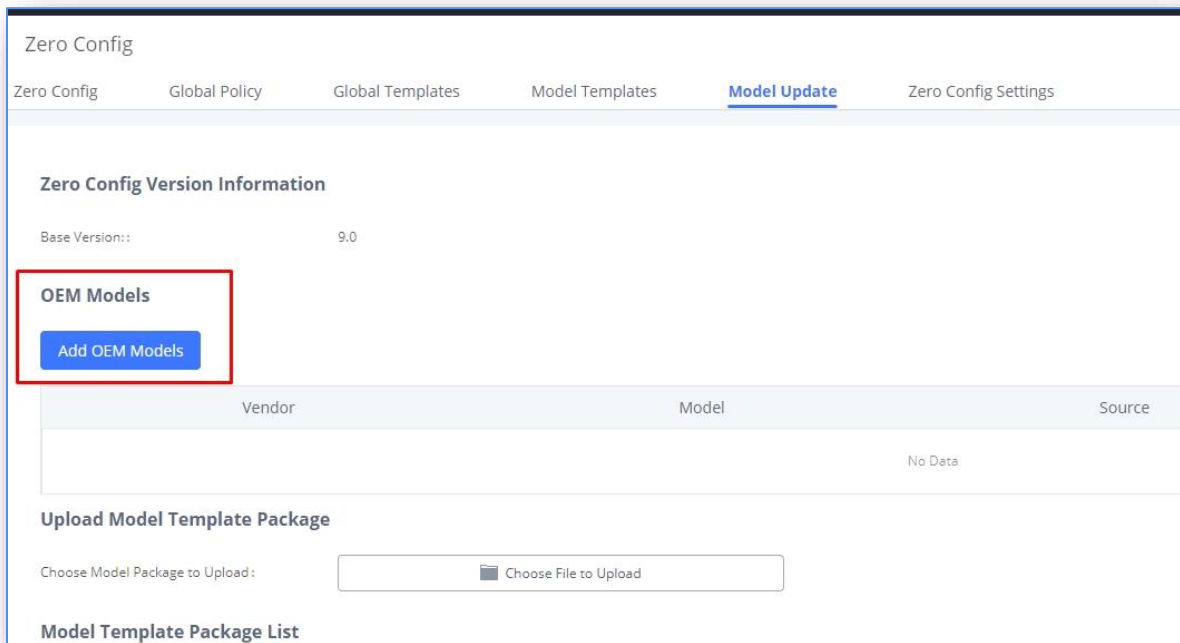 Zero Config
Zero Config Global Policy Global Templates Model Templates Model Update Zero Config Settings
Zero Config Version Information
Base Version:: 9.0
OEM Models
Add OEM Models
Vendor Model Source
No Data
Upload Model Template Package
Choose Model Package to Upload: Choose File to Upload
Model Template Package List